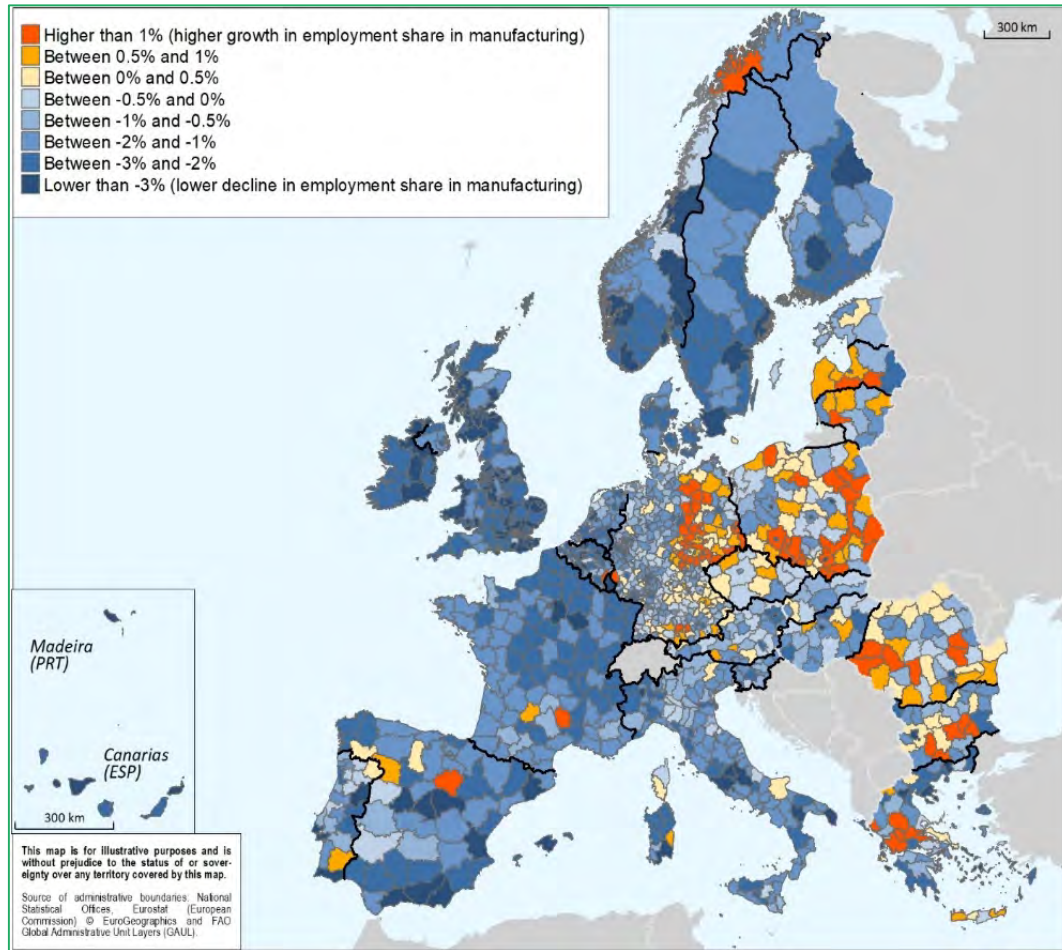 Higher than 1% (higher growth in employment share in manufacturing)
Between 0.5% and 1%
Between 0% and 0.5%
Between -0.5% and 0%
Between -1% and -0.5%
Between -2% and -1%
Between -3% and -2%
Lower than -3% (lower decline in employment share in manufacturing)
300 km
Madeira
(PRT)
Canarias
(ESP)
300 km
This map is for illustrative purposes and is
without prejudice to the status of or sover-
eignty over any territory covered by this map.
Source of administrative boundaries: National
Statistical Offices, Eurostat (European
Commission) © EuroGeographics and FAO
Global Administrative Unit Layers (GAUL).